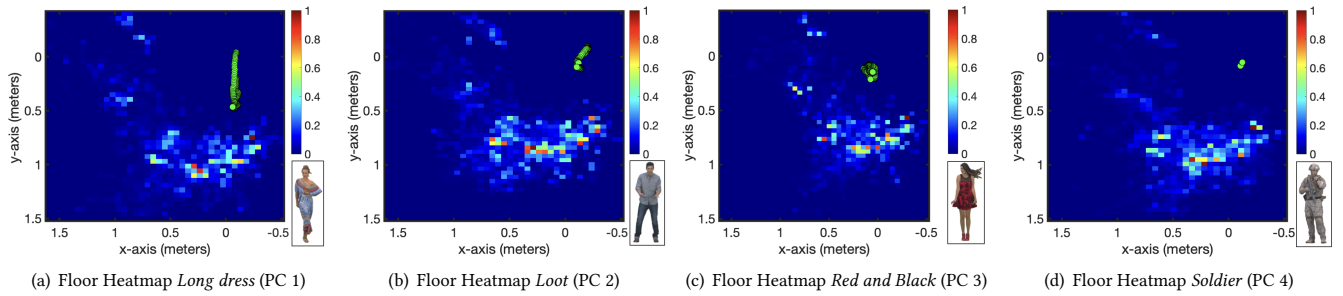 1
0.8
0.6
0.4
0.2
0
0
0.5
1
1.5
y-axis (meters)
1.5 1 0.5 0 -0.5
x-axis (meters)
(a) Floor Heatmap Long dress (PC 1)
1
0.8
0.6
0.4
0.2
0
0
0.5
1
1.5
y-axis (meters)
1.5 1 0.5 0 -0.5
x-axis (meters)
(b) Floor Heatmap Loot (PC 2)
1
0.8
0.6
0.4
0.2
0
0
0.5
1
1.5
y-axis (meters)
1.5 1 0.5 0 -0.5
x-axis (meters)
(c) Floor Heatmap Red and Black (PC 3)
1
0.8
0.6
0.4
0.2
0
0
0.5
1
1.5
y-axis (meters)
1.5 1 0.5 0 -0.5
x-axis (meters)
(d) Floor Heatmap Soldier (PC 4)